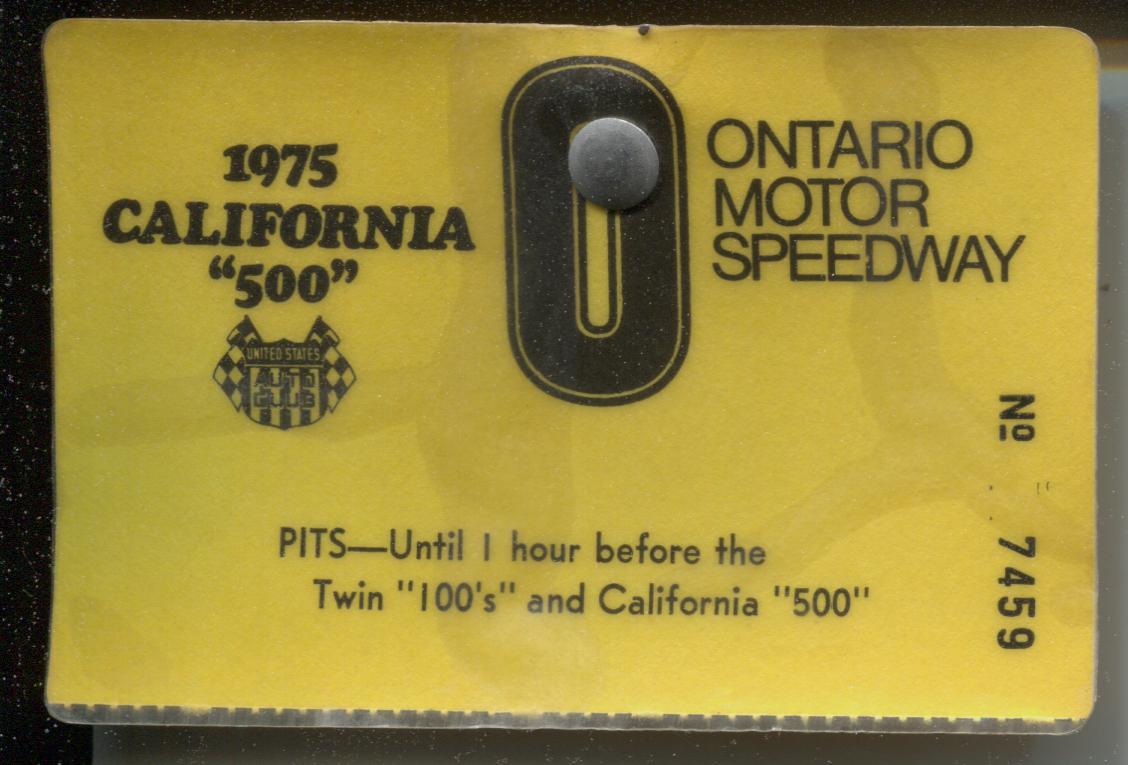 1975
CALIFORNIA
“500”
UNITED STATES
AUTO
CLUB
ONTARIO
MOTOR
SPEEDWAY
PITS—Until 1 hour before the
Twin "100's" and California "500"
Nº 7459